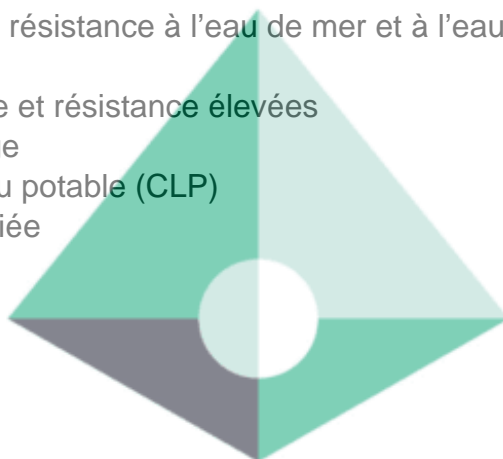 résistance à l’eau de mer et à l’eau
e et résistance élevées
e
u potable (CLP)
iée